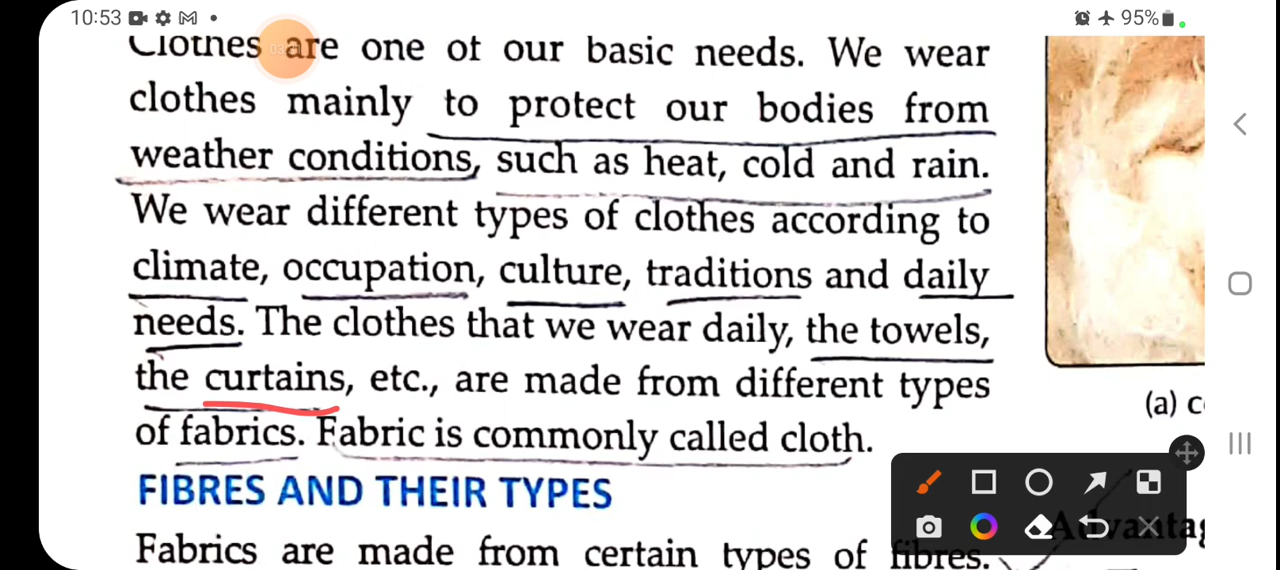 10:53
95%
Clothes are one of our basic needs. We wear
clothes mainly to protect our bodies from
weather conditions, such as heat, cold and rain.
We wear different types of clothes according to
climate, occupation, culture, traditions and daily
needs. The clothes that we wear daily, the towels,
the curtains, etc., are made from different types
of fabrics. Fabric is commonly called cloth.
FIBRES AND THEIR TYPES
Fabrics are made from certain types of fibres.
(a) c
Advantag